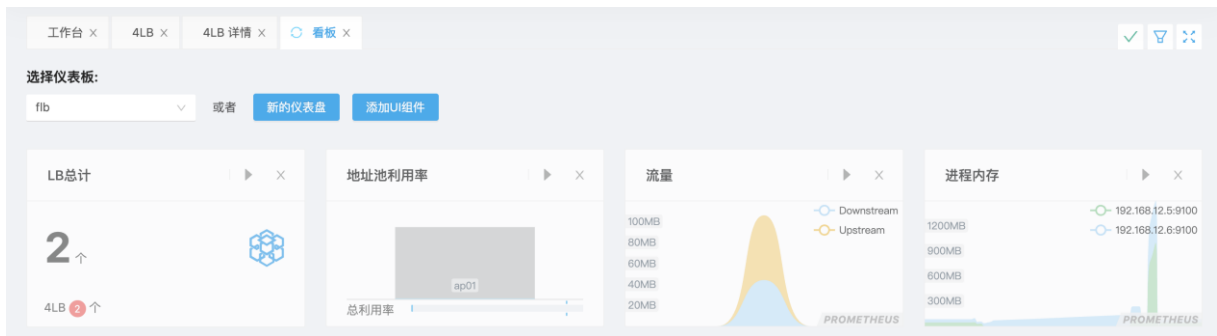 工作台 × 4LB × 4LB 详情 × 看板 ×
选择仪表板:
flb 或者 新的仪表盘 添加UI组件
LB总计
2 个
4LB 2 个
地址池利用率
ap01
总利用率
流量
Downstream
Upstream
100MB
80MB
60MB
40MB
20MB
PROMETHEUS
进程内存
192.168.12.5:9100
192.168.12.6:9100
1200MB
900MB
600MB
300MB
PROMETHEUS